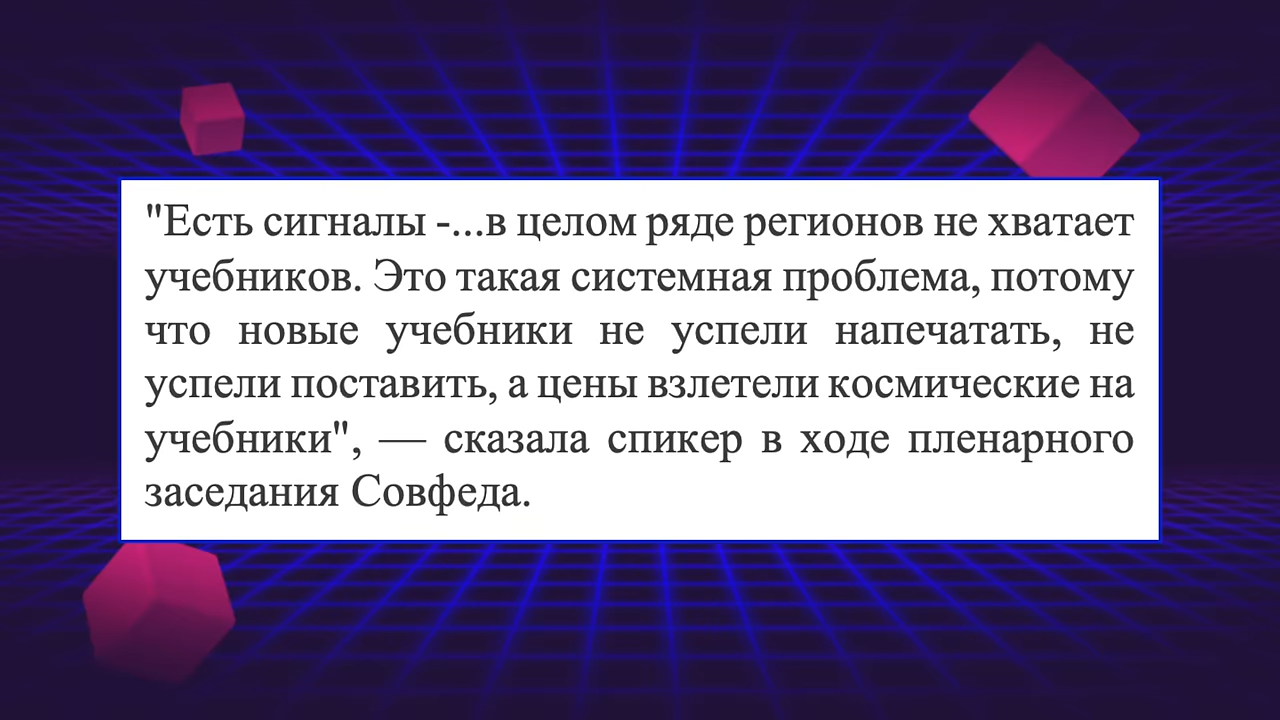 "Есть сигналы -...в целом ряде регионов не хватает
учебников. Это такая системная проблема, потому
что новые учебники не успели напечатать, не
успели поставить, а цены взлетели космические на
учебники", — сказала спикер в ходе пленарного
заседания Совфеда.